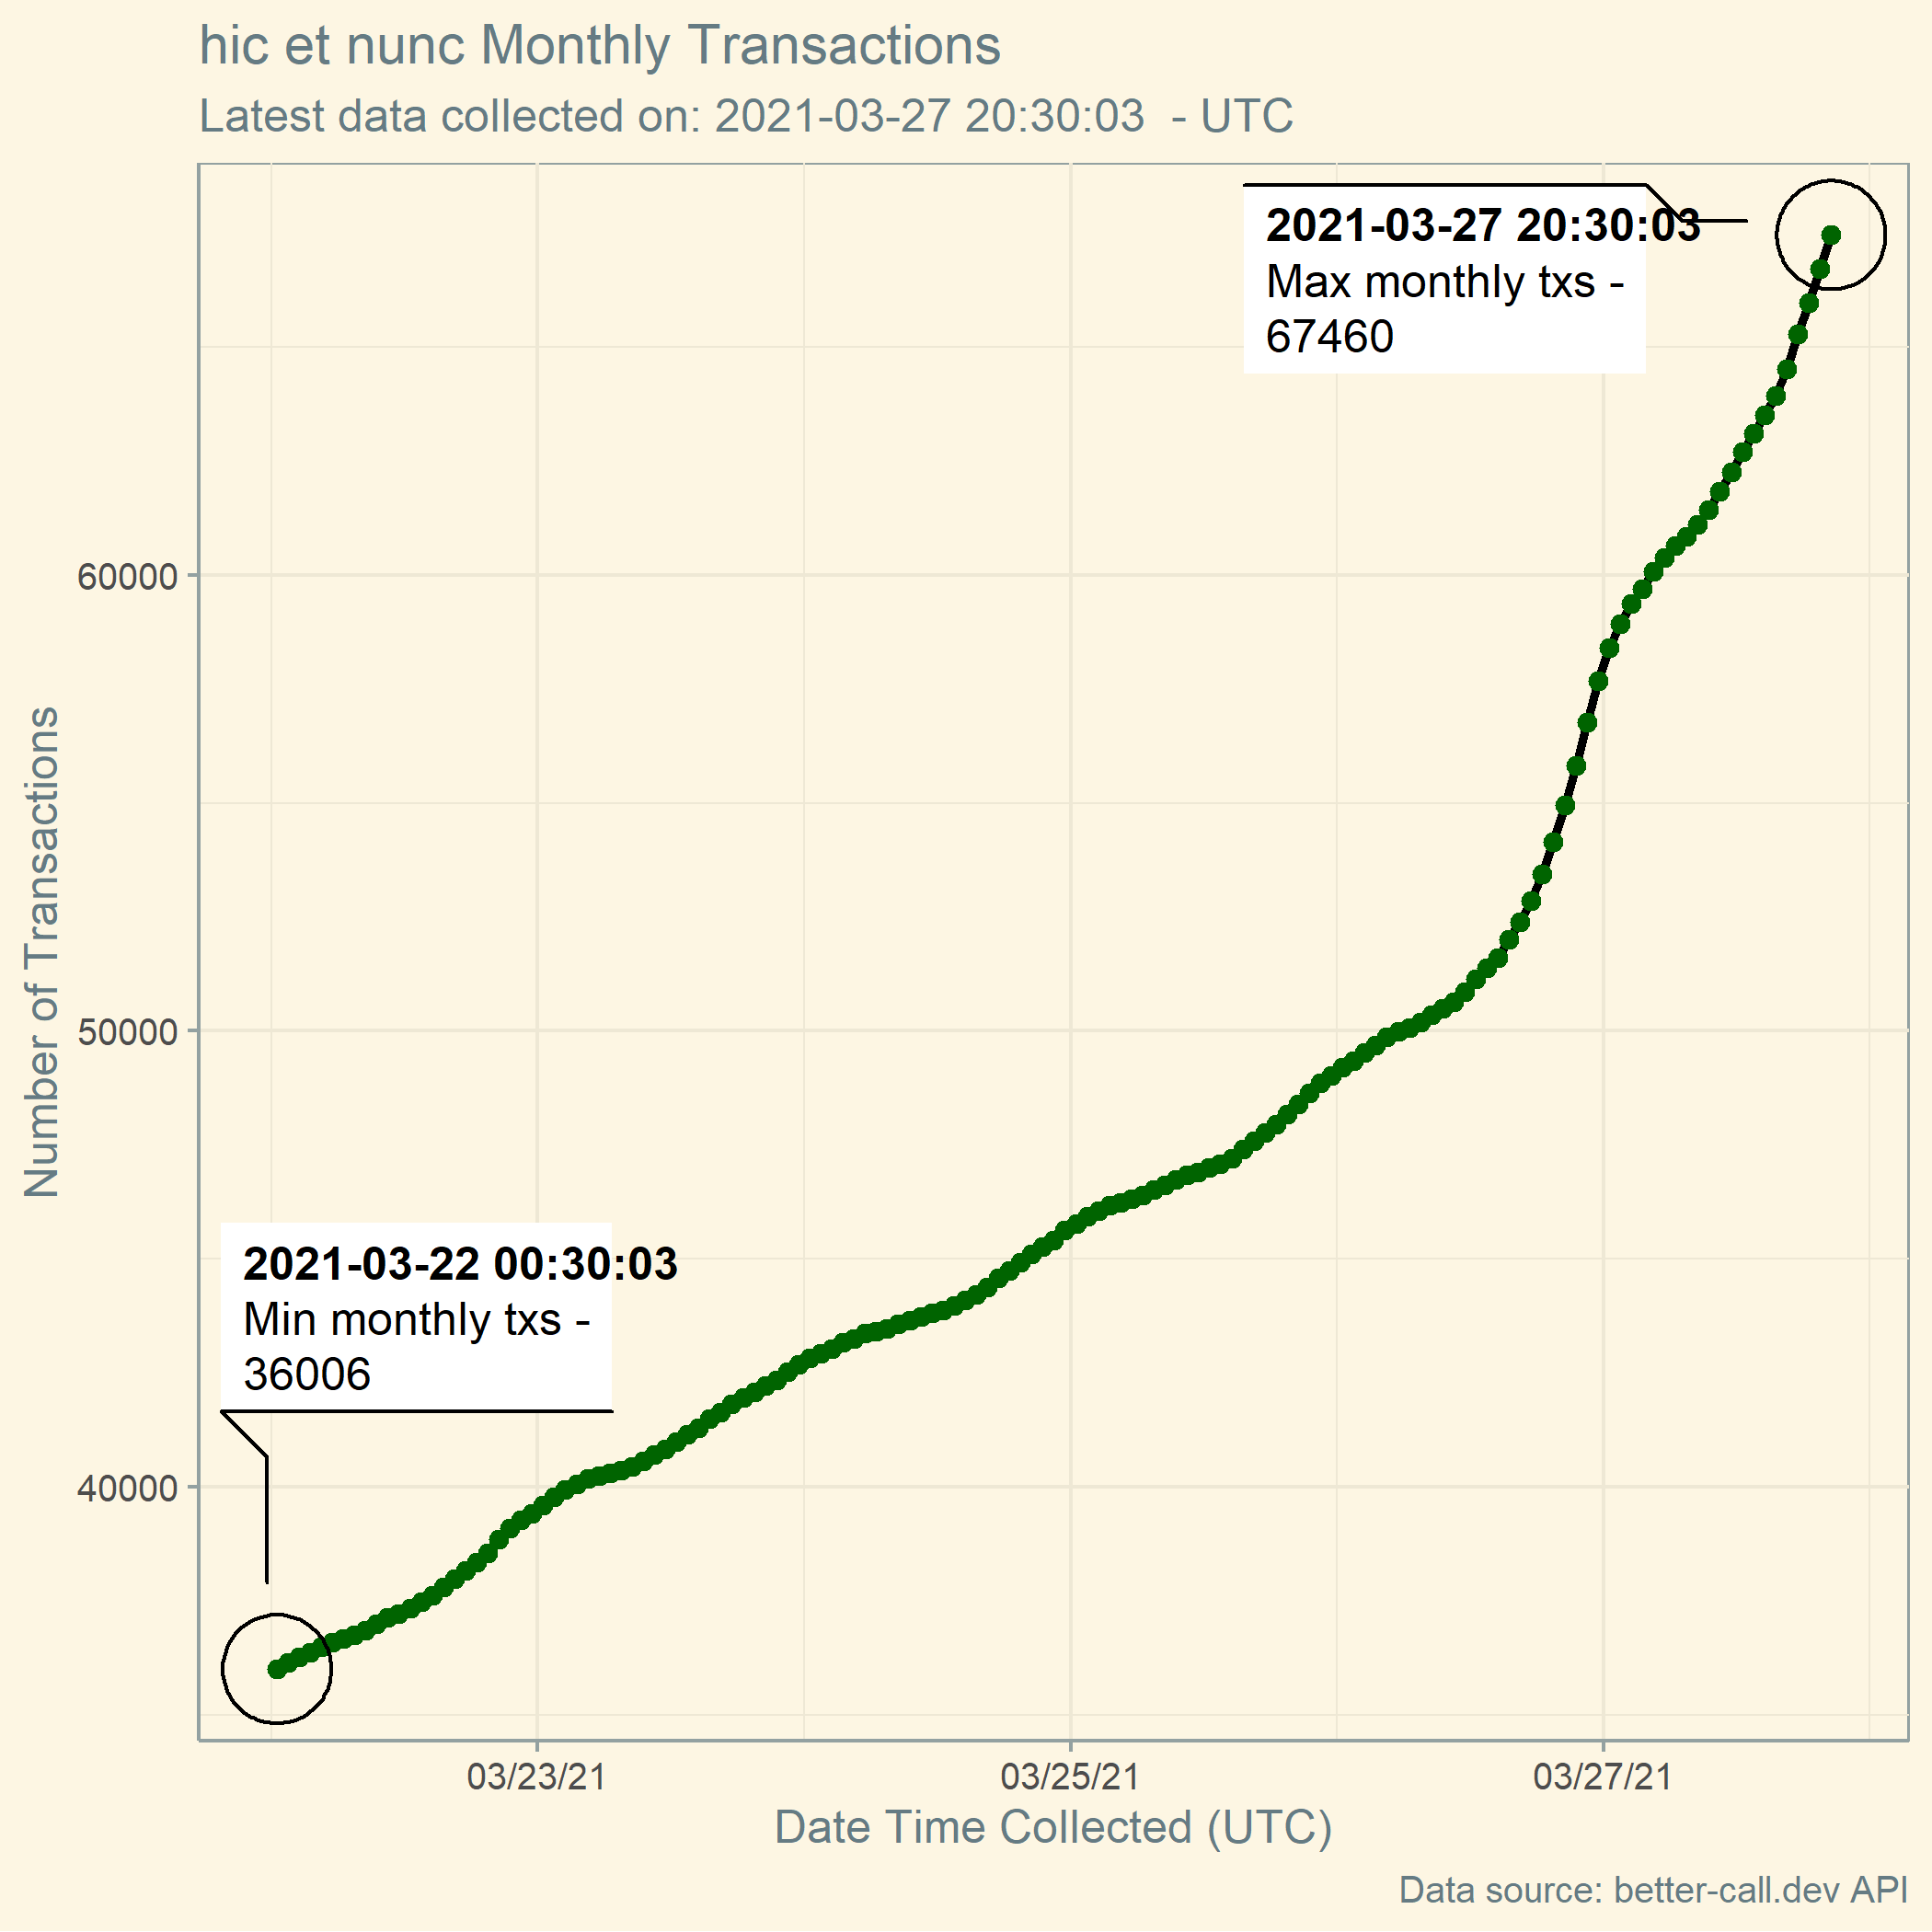 hic et nunc Monthly Transactions
Latest data collected on: 2021-03-27 20:30:03  - UTC
2021-03-27 20:30:03
Max monthly txs -
67460
60000
50000
40000
Number of Transactions
2021-03-22 00:30:03
Min monthly txs -
36006
03/23/21
03/25/21
03/27/21
Date Time Collected (UTC)
Data source: better-call.dev API